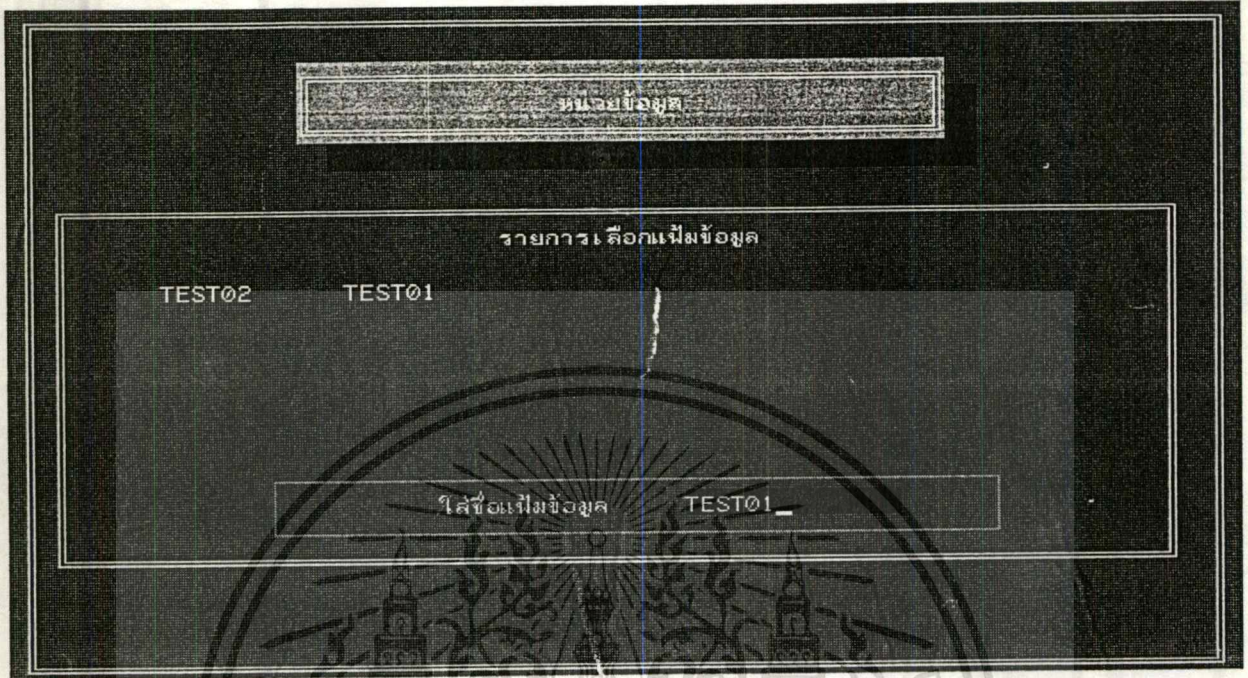 หน่วยข้อมูล
รายการเลือกแฟ้มข้อมูล
TEST02 TEST01
ใส่ชื่อแฟ้มข้อมูล TEST01_